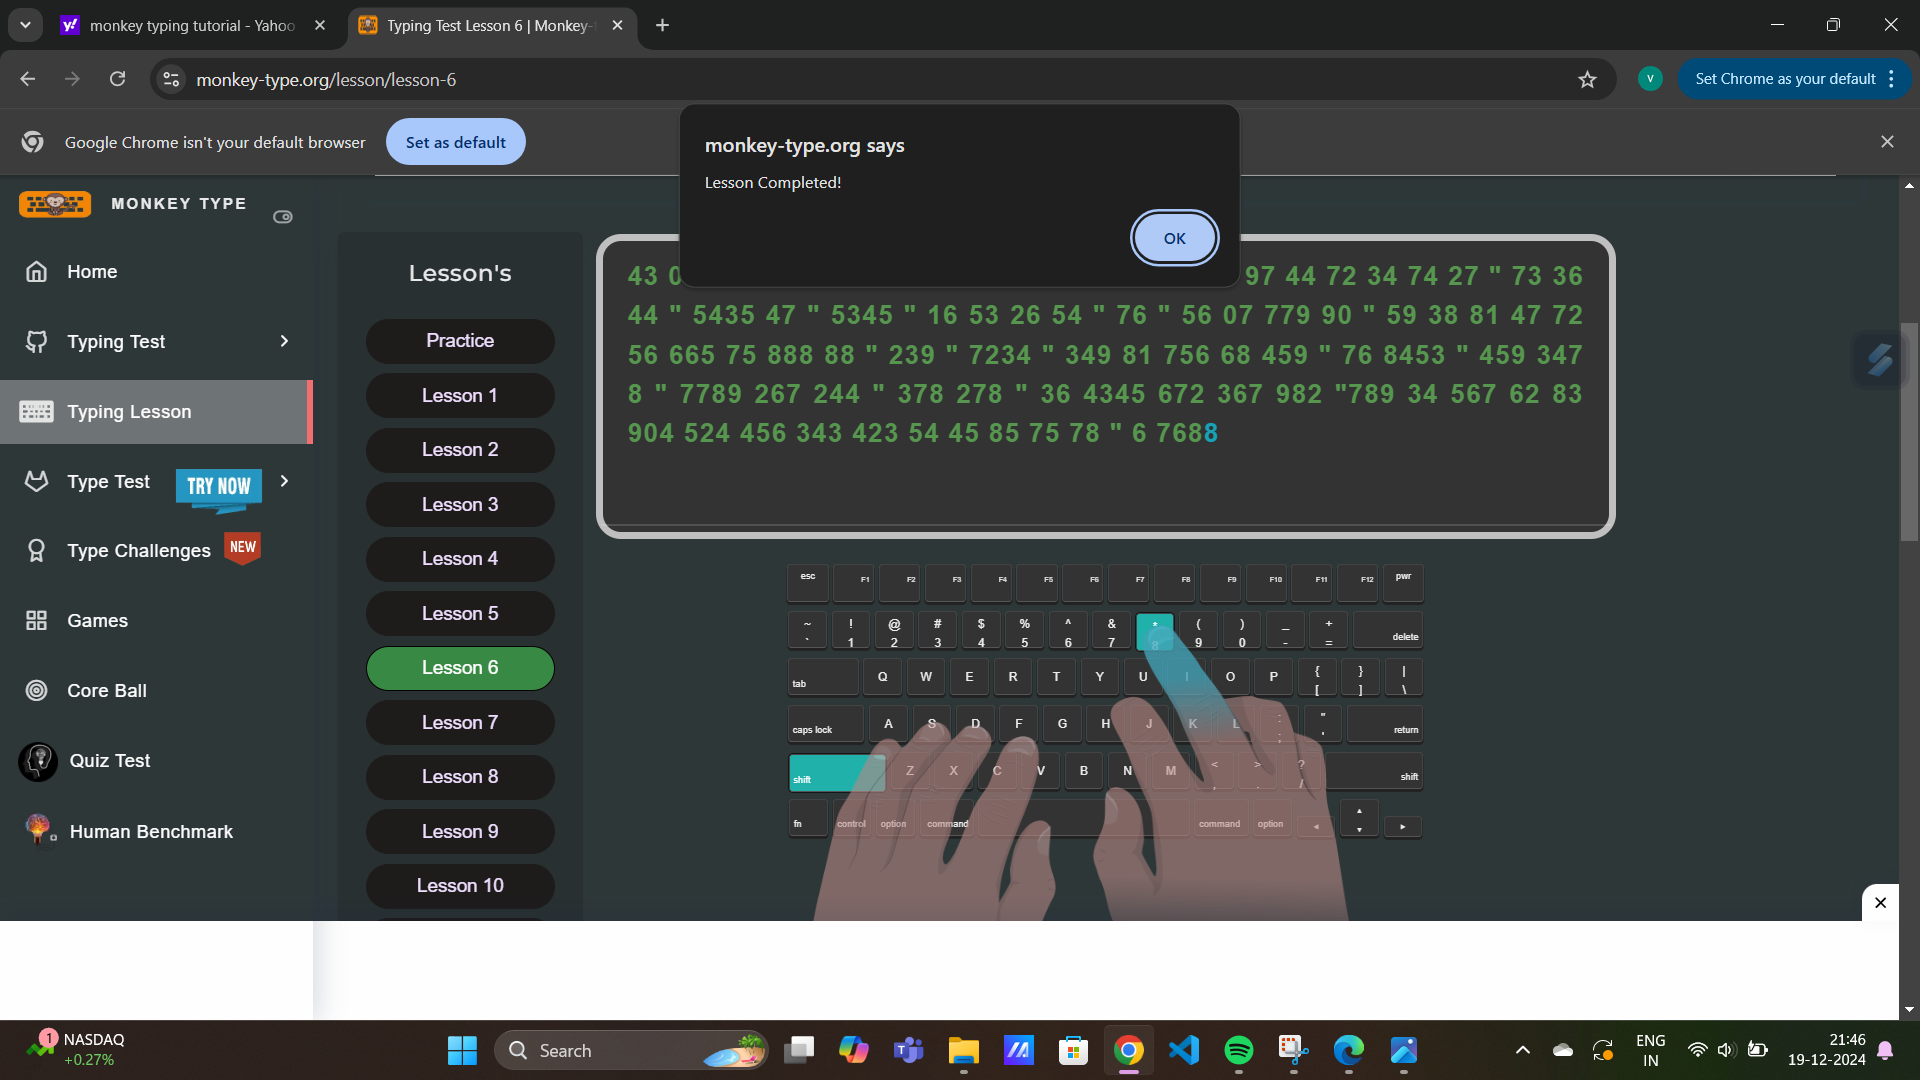 monkey typing tutorial - Yahoo
Typing Test Lesson 6 | Monkey-
monkey-type.org/lesson/lesson-6
V
Set Chrome as your default
Google Chrome isn't your default browser
Set as default
monkey-type.org says
Lesson Completed!
OK
MONKEY TYPE
Home
Typing Test
Typing Lesson
Type Test
TRY NOW
Type Challenges
NEW
Games
Core Ball
Quiz Test
Human Benchmark
Lesson's
Practice
Lesson 1
Lesson 2
Lesson 3
Lesson 4
Lesson 5
Lesson 6
Lesson 7
Lesson 8
Lesson 9
Lesson 10
43 0 97 44 72 34 74 27 " 73 36
44 " 5435 47 " 5345 " 16 53 26 54 " 76 " 56 07 779 90 " 59 38 81 47 72
56 665 75 888 88 " 239 " 7234 " 349 81 756 68 459 " 76 8453 " 459 347
8 " 7789 267 244 " 378 278 " 36 4345 672 367 982 "789 34 567 62 83
904 524 456 343 423 54 45 85 75 78 " 6 7688
esc F1 F2 F3 F4 F5 F6 F7 F8 F9 F10 F11 F12 pwr
~ ! @ # $ % ^ & * ( ) _ +
` 1 2 3 4 5 6 7 8 9 0 - = delete
tab Q W E R T Y U I O P { } |
[ ] \
caps lock A S D F G H J K L : " return
; '
shift Z X C V B N M < > ? shift
, . /
fn control option command command option ◄ ▲ ▼ ►
1
NASDAQ
+0.27%
Search
ENG
IN
21:46
19-12-2024